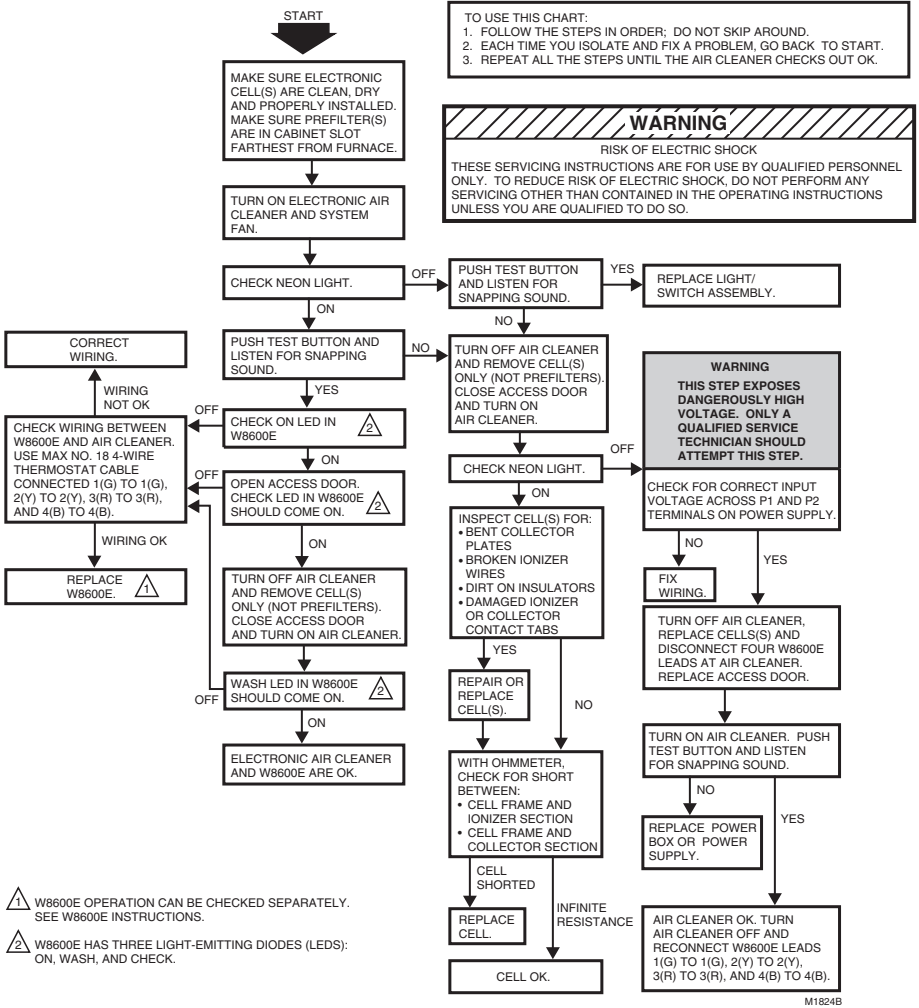 START
TO USE THIS CHART:
1. FOLLOW THE STEPS IN ORDER; DO NOT SKIP AROUND.
2. EACH TIME YOU ISOLATE AND FIX A PROBLEM, GO BACK TO START.
3. REPEAT ALL THE STEPS UNTIL THE AIR CLEANER CHECKS OUT OK.
MAKE SURE ELECTRONIC
CELL(S) ARE CLEAN, DRY
AND PROPERLY INSTALLED.
MAKE SURE PREFILTER(S)
ARE IN CABINET SLOT
FARTHEST FROM FURNACE.
WARNING
RISK OF ELECTRIC SHOCK
THESE SERVICING INSTRUCTIONS ARE FOR USE BY QUALIFIED PERSONNEL
ONLY. TO REDUCE RISK OF ELECTRIC SHOCK, DO NOT PERFORM ANY
SERVICING OTHER THAN CONTAINED IN THE OPERATING INSTRUCTIONS
UNLESS YOU ARE QUALIFIED TO DO SO.
TURN ON ELECTRONIC AIR
CLEANER AND SYSTEM
FAN.
CHECK NEON LIGHT.
OFF
PUSH TEST BUTTON
AND LISTEN FOR
SNAPPING SOUND.
YES
REPLACE LIGHT/
SWITCH ASSEMBLY.
ON
NO
PUSH TEST BUTTON AND
LISTEN FOR SNAPPING
SOUND.
NO
TURN OFF AIR CLEANER
AND REMOVE CELL(S)
ONLY (NOT PREFILTERS).
CLOSE ACCESS DOOR
AND TURN ON
AIR CLEANER.
CORRECT
WIRING.
WIRING
NOT OK
YES
CHECK WIRING BETWEEN
W8600E AND AIR CLEANER.
USE MAX NO. 18 4-WIRE
THERMOSTAT CABLE
CONNECTED 1(G) TO 1(G),
2(Y) TO 2(Y), 3(R) TO 3(R),
AND 4(B) TO 4(B).
OFF
CHECK ON LED IN
W8600E
2
ON
OFF
OPEN ACCESS DOOR.
CHECK LED IN W8600E
SHOULD COME ON.
2
WIRING OK
REPLACE
W8600E.
1
ON
TURN OFF AIR CLEANER
AND REMOVE CELL(S)
ONLY (NOT PREFILTERS).
CLOSE ACCESS DOOR
AND TURN ON AIR CLEANER.
OFF
WASH LED IN W8600E
SHOULD COME ON.
2
ON
ELECTRONIC AIR CLEANER
AND W8600E ARE OK.
CHECK NEON LIGHT.
OFF
ON
WARNING
THIS STEP EXPOSES
DANGEROUSLY HIGH
VOLTAGE. ONLY A
QUALIFIED SERVICE
TECHNICIAN SHOULD
ATTEMPT THIS STEP.
CHECK FOR CORRECT INPUT
VOLTAGE ACROSS P1 AND P2
TERMINALS ON POWER SUPPLY.
INSPECT CELL(S) FOR:
• BENT COLLECTOR
PLATES
• BROKEN IONIZER
WIRES
• DIRT ON INSULATORS
• DAMAGED IONIZER
OR COLLECTOR
CONTACT TABS
NO
YES
FIX
WIRING.
YES
NO
REPAIR OR
REPLACE
CELL(S).
TURN OFF AIR CLEANER,
REPLACE CELLS(S) AND
DISCONNECT FOUR W8600E
LEADS AT AIR CLEANER.
REPLACE ACCESS DOOR.
TURN ON AIR CLEANER. PUSH
TEST BUTTON AND LISTEN
FOR SNAPPING SOUND.
WITH OHMMETER,
CHECK FOR SHORT
BETWEEN:
• CELL FRAME AND
IONIZER SECTION
• CELL FRAME AND
COLLECTOR SECTION
NO
YES
REPLACE POWER
BOX OR POWER
SUPPLY.
CELL
SHORTED
INFINITE
RESISTANCE
REPLACE
CELL.
CELL OK.
AIR CLEANER OK. TURN
AIR CLEANER OFF AND
RECONNECT W8600E LEADS
1(G) TO 1(G), 2(Y) TO 2(Y),
3(R) TO 3(R), AND 4(B) TO 4(B).
1 W8600E OPERATION CAN BE CHECKED SEPARATELY.
SEE W8600E INSTRUCTIONS.
2 W8600E HAS THREE LIGHT-EMITTING DIODES (LEDS):
ON, WASH, AND CHECK.
M1824B